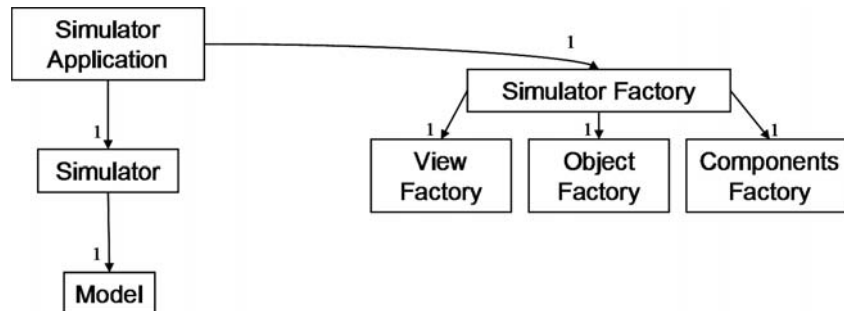 Simulator
Application
1
Simulator Factory
1
1
1
1
Simulator
View
Factory
Object
Factory
Components
Factory
1
Model